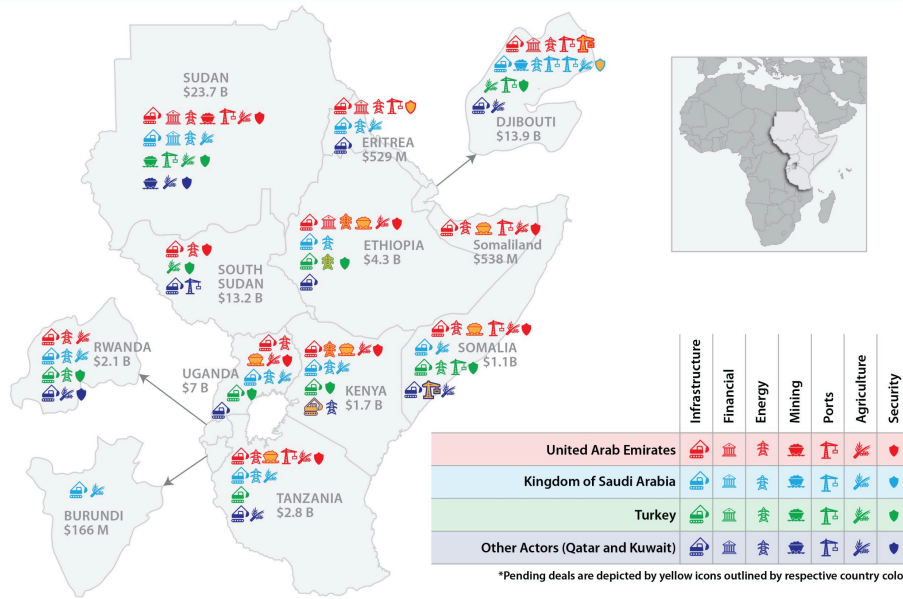 SUDAN
$23.7 B
ERITREA
$529 M
DJIBOUTI
$13.9 B
ETHIOPIA
$4.3 B
Somaliland
$538 M
SOUTH
SUDAN
$13.2 B
RWANDA
$2.1 B
UGANDA
$7 B
KENYA
$1.7 B
SOMALIA
$1.1B
BURUNDI
$166 M
TANZANIA
$2.8 B
Infrastructure
Financial
Energy
Mining
Ports
Agriculture
Security
United Arab Emirates
Kingdom of Saudi Arabia
Turkey
Other Actors (Qatar and Kuwait)
*Pending deals are depicted by yellow icons outlined by respective country colo